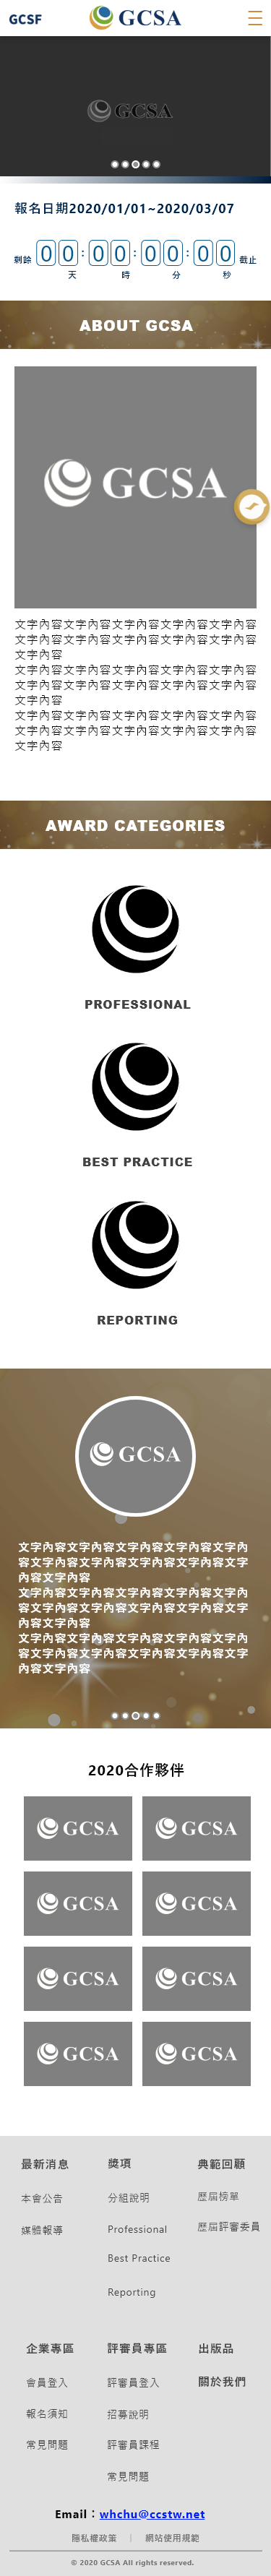 GCSF
GCSA
GCSA
報名日期2020/01/01~2020/03/07
剩餘 00 : 00 : 00 : 00 截止
天 時 分 秒
ABOUT GCSA
GCSA
文字內容文字內容文字內容文字內容文字內容
文字內容文字內容文字內容文字內容文字內容
文字內容
文字內容文字內容文字內容文字內容文字內容
文字內容文字內容文字內容文字內容文字內容
文字內容
文字內容文字內容文字內容文字內容文字內容
文字內容文字內容文字內容文字內容文字內容
文字內容
AWARD CATEGORIES
PROFESSIONAL
BEST PRACTICE
REPORTING
GCSA
文字內容文字內容文字內容文字內容文字內
容文字內容文字內容文字內容文字內容文字
內容文字內容
文字內容文字內容文字內容文字內容文字內
容文字內容文字內容文字內容文字內容文字
內容文字內容
文字內容文字內容文字內容文字內容文字內
容文字內容文字內容文字內容文字內容文字
內容文字內容
2020合作夥伴
GCSA GCSA
GCSA GCSA
GCSA GCSA
GCSA GCSA
最新消息 獎項 典範回顧
本會公告 分組說明 歷屆榜單
媒體報導 Professional 歷屆評審委員
Best Practice
Reporting
企業專區 評審員專區 出版品
會員登入 評審員登入 關於我們
報名須知 招募說明
常見問題 評審員課程
常見問題
Email：whchu@ccstw.net
隱私權政策 | 網站使用規範
© 2020 GCSA All rights reserved.